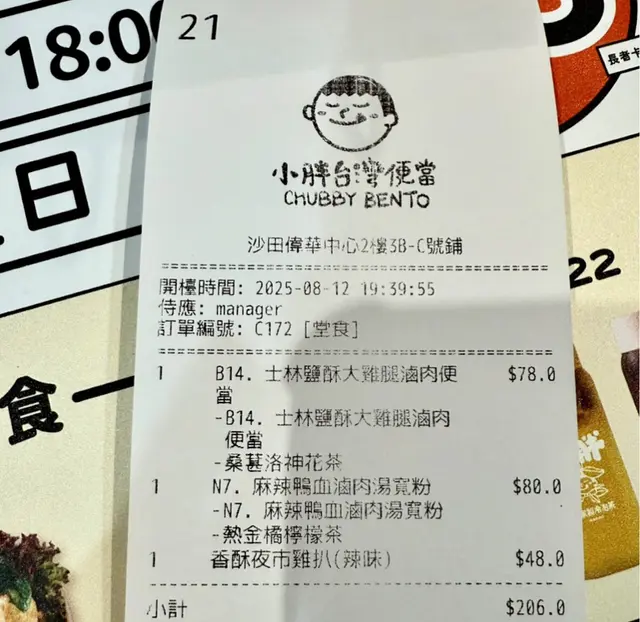 21
18:00
日
食一
長者卡
22
小胖台灣便當
CHUBBY BENTO
沙田偉華中心2樓3B-C號鋪
開檯時間: 2025-08-12 19:39:55
侍應: manager
訂單編號: C172 [堂食]
1 B14. 士林鹽酥大雞腿滷肉便 $78.0
當
-B14. 士林鹽酥大雞腿滷肉
便當
-桑葚洛神花茶
1 N7. 麻辣鴨血滷肉湯寬粉 $80.0
-N7. 麻辣鴨血滷肉湯寬粉
-熱金橘檸檬茶
1 香酥夜市雞扒(辣味) $48.0
小計 $206.0